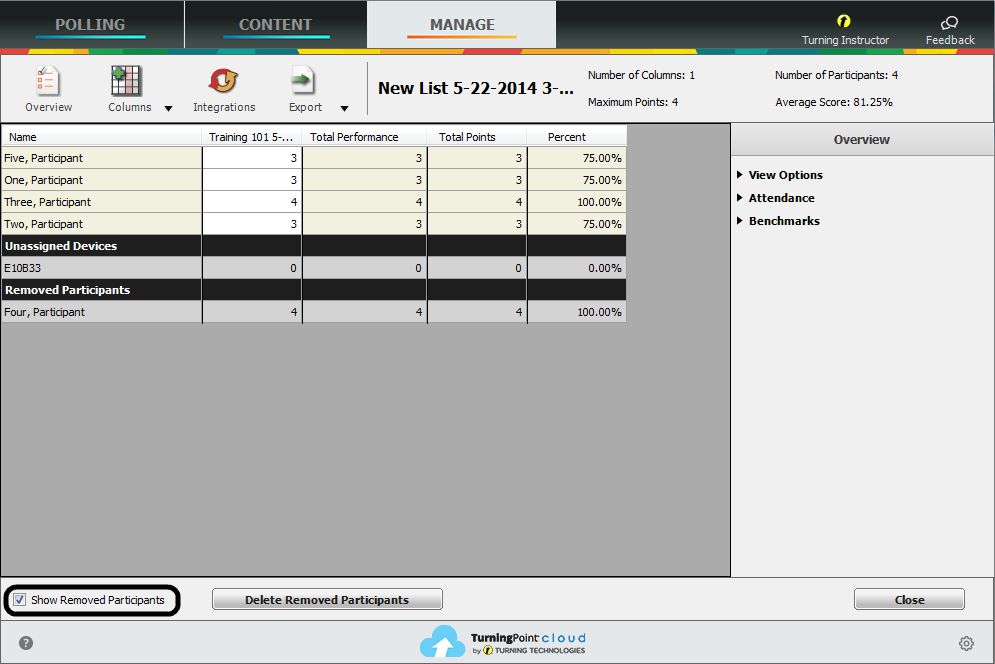 POLLING CONTENT MANAGE Turning Instructor Feedback
Overview Columns Integrations Export New List 5-22-2014 3-... Number of Columns: 1 Number of Participants: 4
Maximum Points: 4 Average Score: 81.25%
Name Training 101 5-... Total Performance Total Points Percent
Five, Participant 3 3 3 75.00%
One, Participant 3 3 3 75.00%
Three, Participant 4 4 4 100.00%
Two, Participant 3 3 3 75.00%
Unassigned Devices
E10B33 0 0 0 0.00%
Removed Participants
Four, Participant 4 4 4 100.00%
Overview
View Options
Attendance
Benchmarks
Show Removed Participants Delete Removed Participants Close
?
TurningPoint cloud
by TURNING TECHNOLOGIES